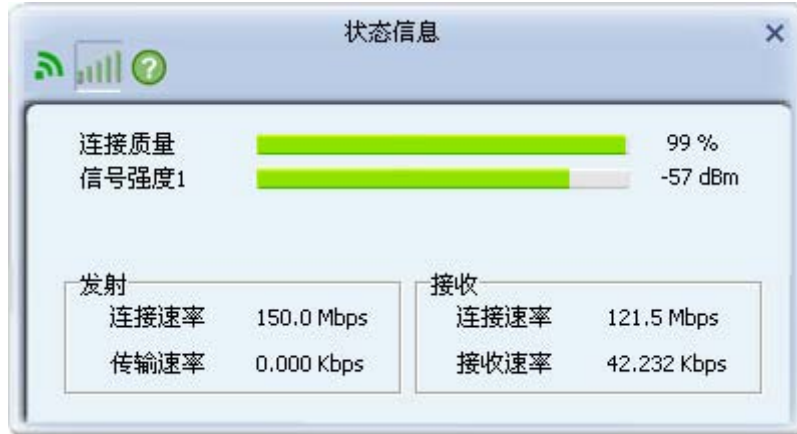 状态信息
连接质量 99 %
信号强度1 -57 dBm
发射
连接速率 150.0 Mbps
传输速率 0.000 Kbps
接收
连接速率 121.5 Mbps
接收速率 42.232 Kbps